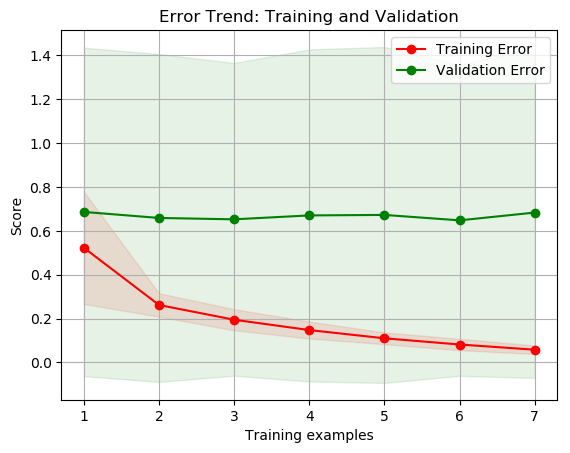 Error Trend: Training and Validation
Training Error
Validation Error
Score
1.4
1.2
1.0
0.8
0.6
0.4
0.2
0.0
1 2 3 4 5 6 7
Training examples